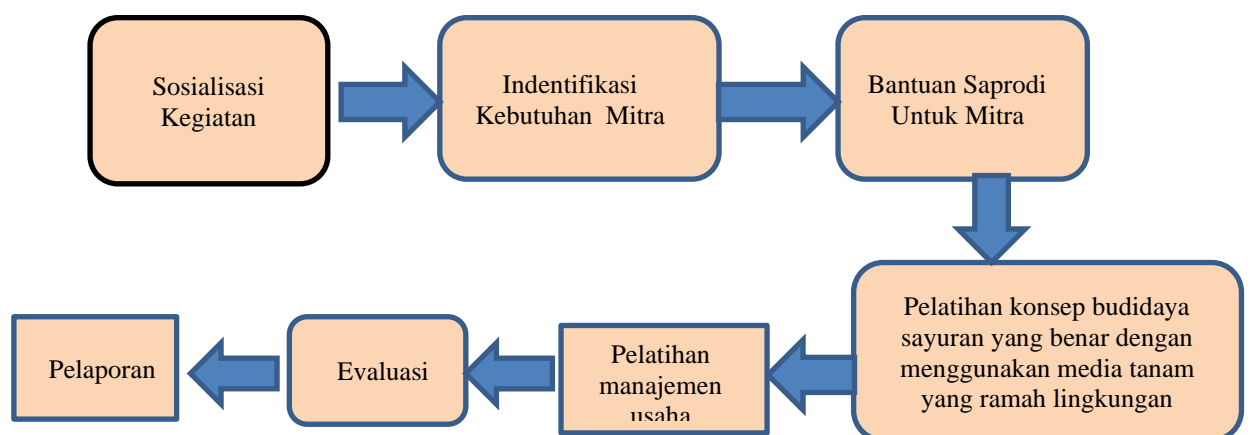 Sosialisasi
Kegiatan
Indentifikasi
Kebutuhan Mitra
Bantuan Saprodi
Untuk Mitra
Pelatihan konsep budidaya
sayuran yang benar dengan
menggunakan media tanam
yang ramah lingkungan
Pelatihan
manajemen
usaha
Evaluasi
Pelaporan